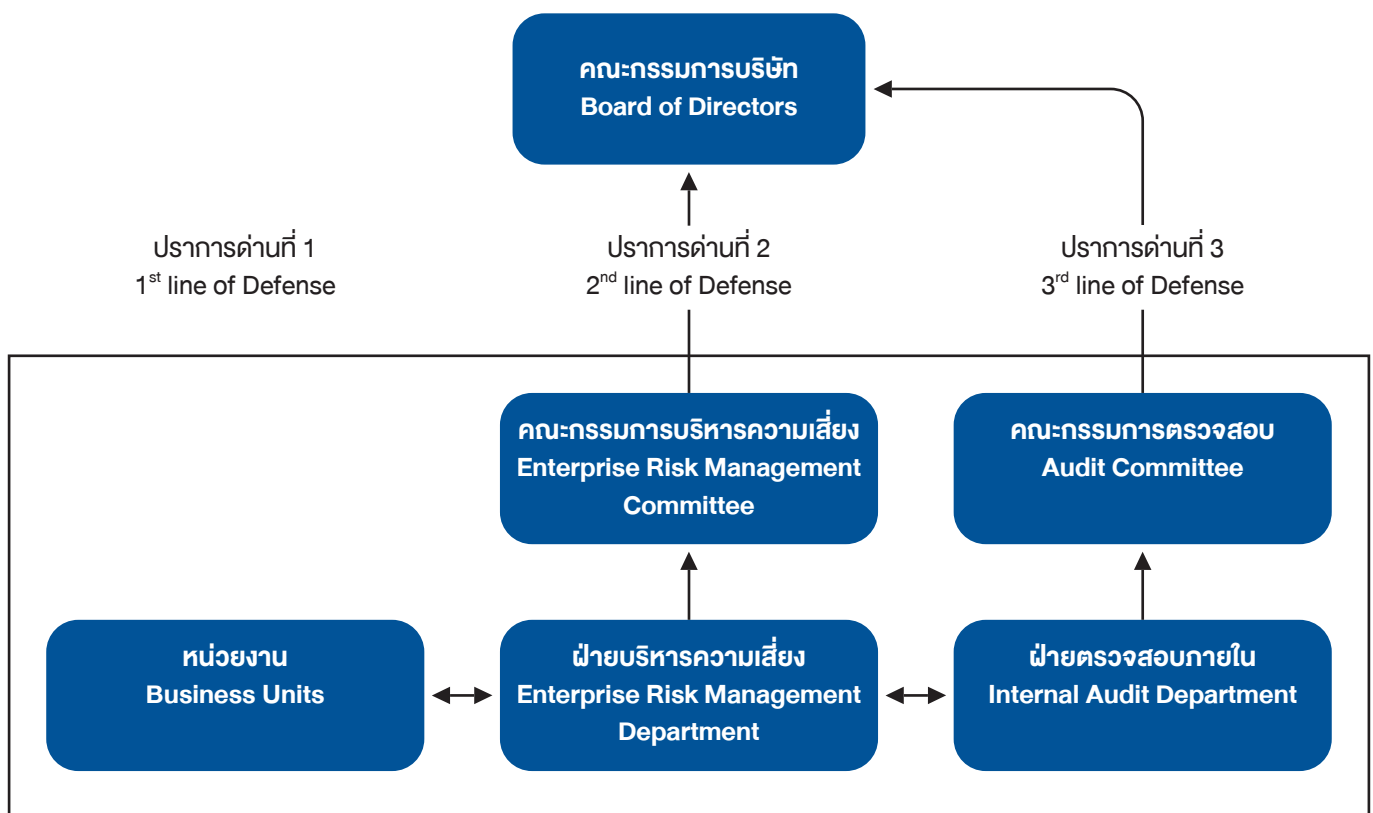 คณะกรรมการบริษัท
Board of Directors
ปราการด่านที่ 1
1st line of Defense
ปราการด่านที่ 2
2nd line of Defense
ปราการด่านที่ 3
3rd line of Defense
คณะกรรมการบริหารความเสี่ยง
Enterprise Risk Management
Committee
คณะกรรมการตรวจสอบ
Audit Committee
หน่วยงาน
Business Units
ฝ่ายบริหารความเสี่ยง
Enterprise Risk Management
Department
ฝ่ายตรวจสอบภายใน
Internal Audit Department